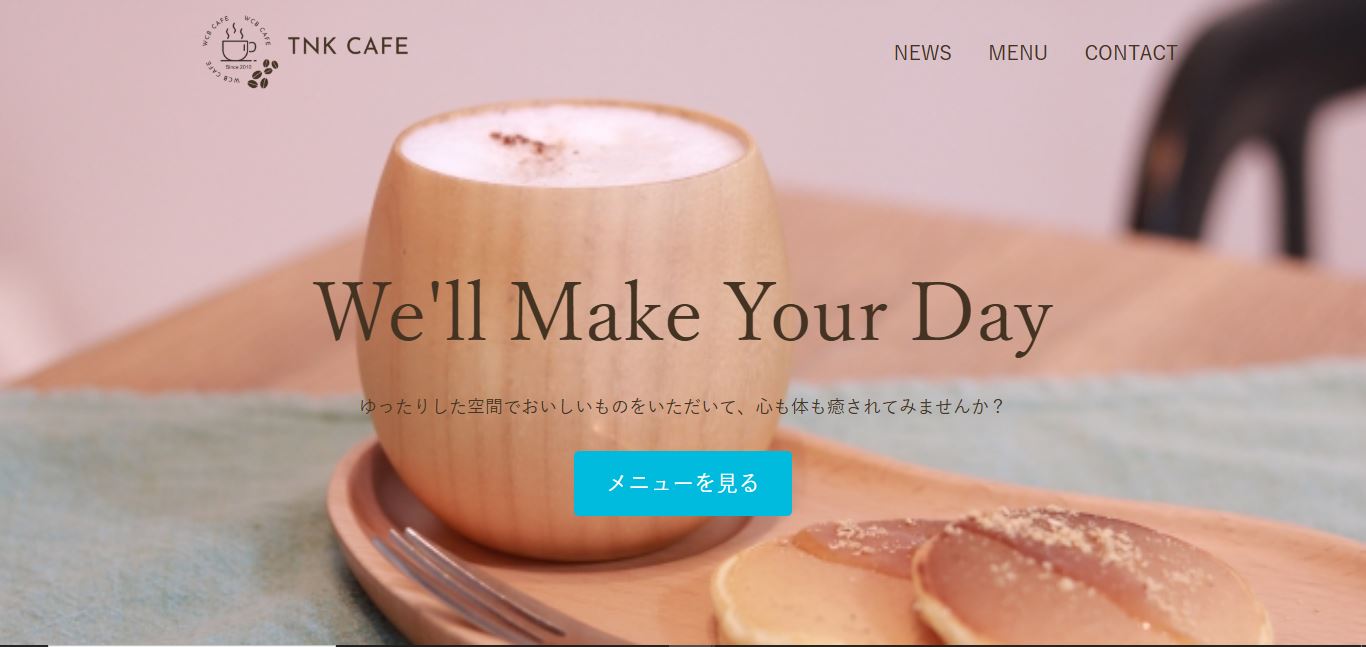 WCB CAFE WCB CAFE WCB CAFE
Since 2010
TNK CAFE
NEWS MENU CONTACT
We'll Make Your Day
ゆったりした空間でおいしいものをいただいて、心も体も癒されてみませんか？
メニューを見る